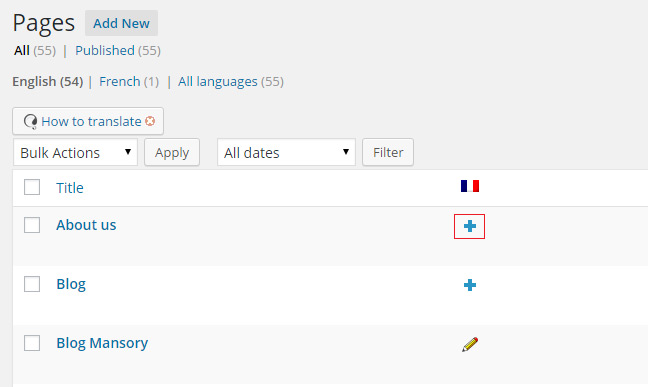 Pages Add New
All (55) | Published (55)
English (54) | French (1) | All languages (55)
How to translate
Bulk Actions Apply All dates Filter
Title
About us
Blog
Blog Mansory